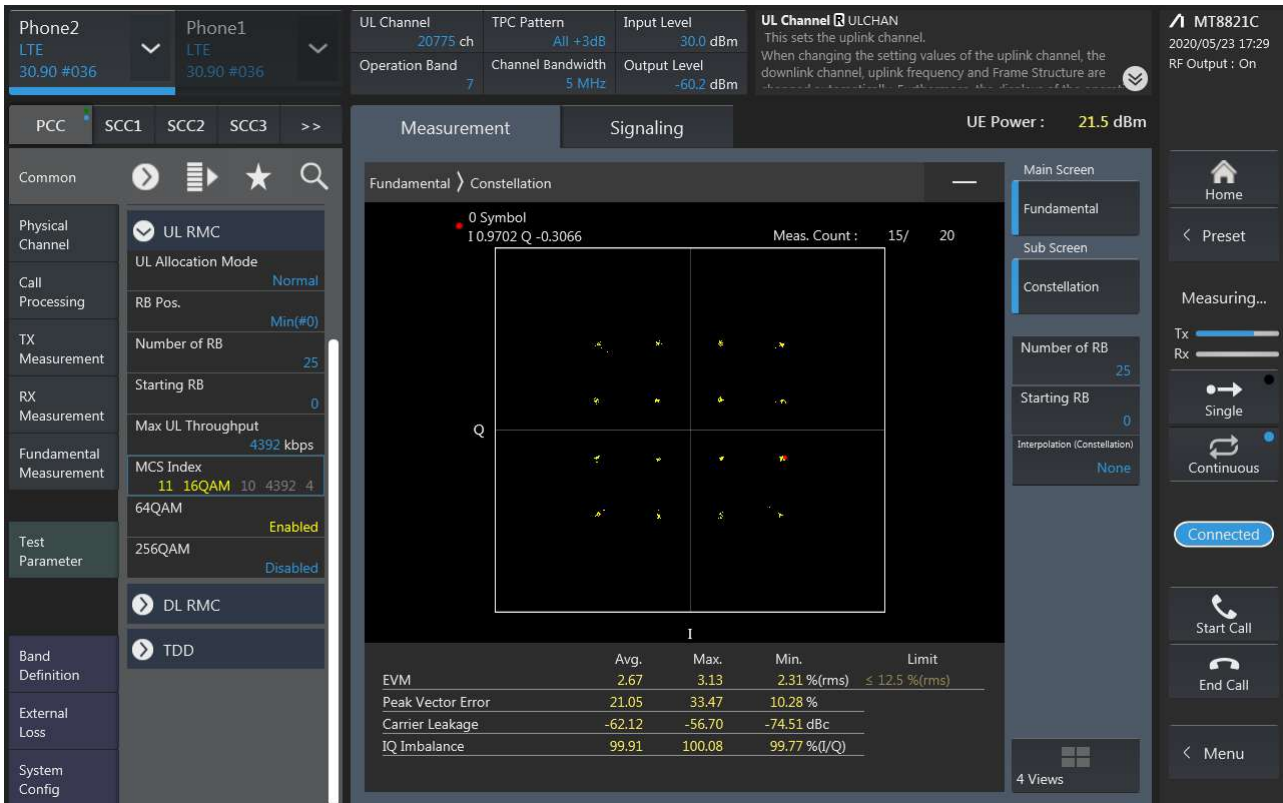 Phone2
LTE
30.90 #036
Phone1
LTE
30.90 #036
UL Channel
20775 ch
TPC Pattern
All +3dB
Input Level
30.0 dBm
Operation Band
7
Channel Bandwidth
5 MHz
Output Level
-60.2 dBm
UL Channel R ULCHAN
This sets the uplink channel.
When changing the setting values of the uplink channel, the
downlink channel, uplink frequency and Frame Structure are
MT8821C
2020/05/23 17:29
RF Output : On
PCC
SCC1
SCC2
SCC3
>>
Measurement
Signaling
UE Power :
21.5 dBm
Common
Physical
Channel
Call
Processing
TX
Measurement
RX
Measurement
Fundamental
Measurement
Test
Parameter
Band
Definition
External
Loss
System
Config
UL RMC
UL Allocation Mode
Normal
RB Pos.
Min(#0)
Number of RB
25
Starting RB
0
Max UL Throughput
4392 kbps
MCS Index
11 16QAM 10 4392 4
64QAM
Enabled
256QAM
Disabled
DL RMC
TDD
Fundamental ⟩ Constellation
0 Symbol
I 0.9702 Q -0.3066
Meas. Count : 15/ 20
Q
I
Avg. Max. Min. Limit
EVM 2.67 3.13 2.31 %(rms) ≤ 12.5 %(rms)
Peak Vector Error 21.05 33.47 10.28 %
Carrier Leakage -62.12 -56.70 -74.51 dBc
IQ Imbalance 99.91 100.08 99.77 %(I/Q)
Main Screen
Fundamental
Sub Screen
Constellation
Number of RB
25
Starting RB
0
Interpolation (Constellation)
None
4 Views
Home
< Preset
Measuring...
Tx
Rx
Single
Continuous
Connected
Start Call
End Call
< Menu